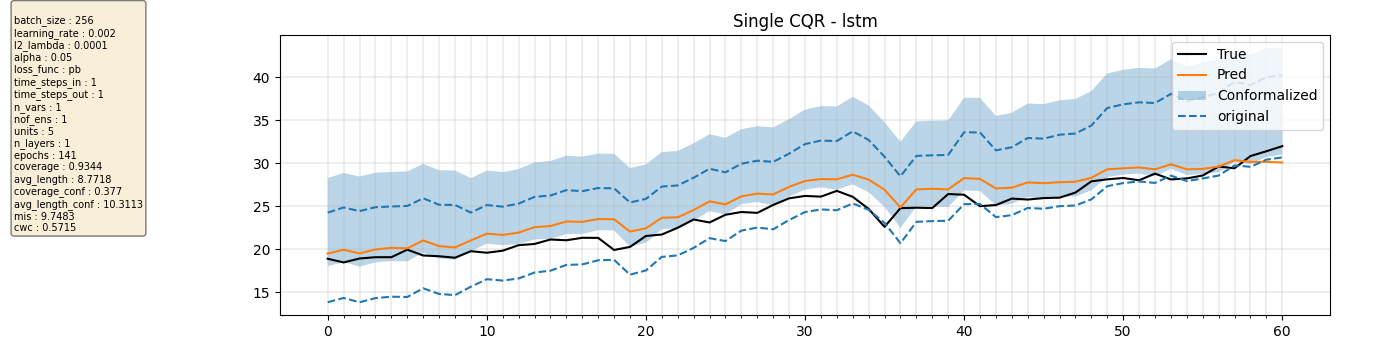 batch_size : 256
learning_rate : 0.002
l2_lambda : 0.0001
alpha : 0.05
loss_func : pb
time_steps_in : 1
time_steps_out : 1
n_vars : 1
nof_ens : 1
units : 5
n_layers : 1
epochs : 141
coverage : 0.9344
avg_length : 8.7718
coverage_conf : 0.377
avg_length_conf : 10.3113
mis : 9.7483
cwc : 0.5715
Single CQR - lstm
True
Pred
Conformalized
original
40
35
30
25
20
15
0 10 20 30 40 50 60